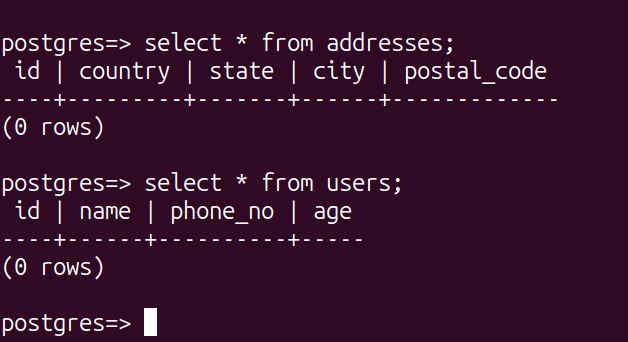 postgres=> select * from addresses;
 id | country | state | city | postal_code
----+---------+-------+------+-------------
(0 rows)
postgres=> select * from users;
 id | name | phone_no | age
----+------+----------+-----
(0 rows)
postgres=>